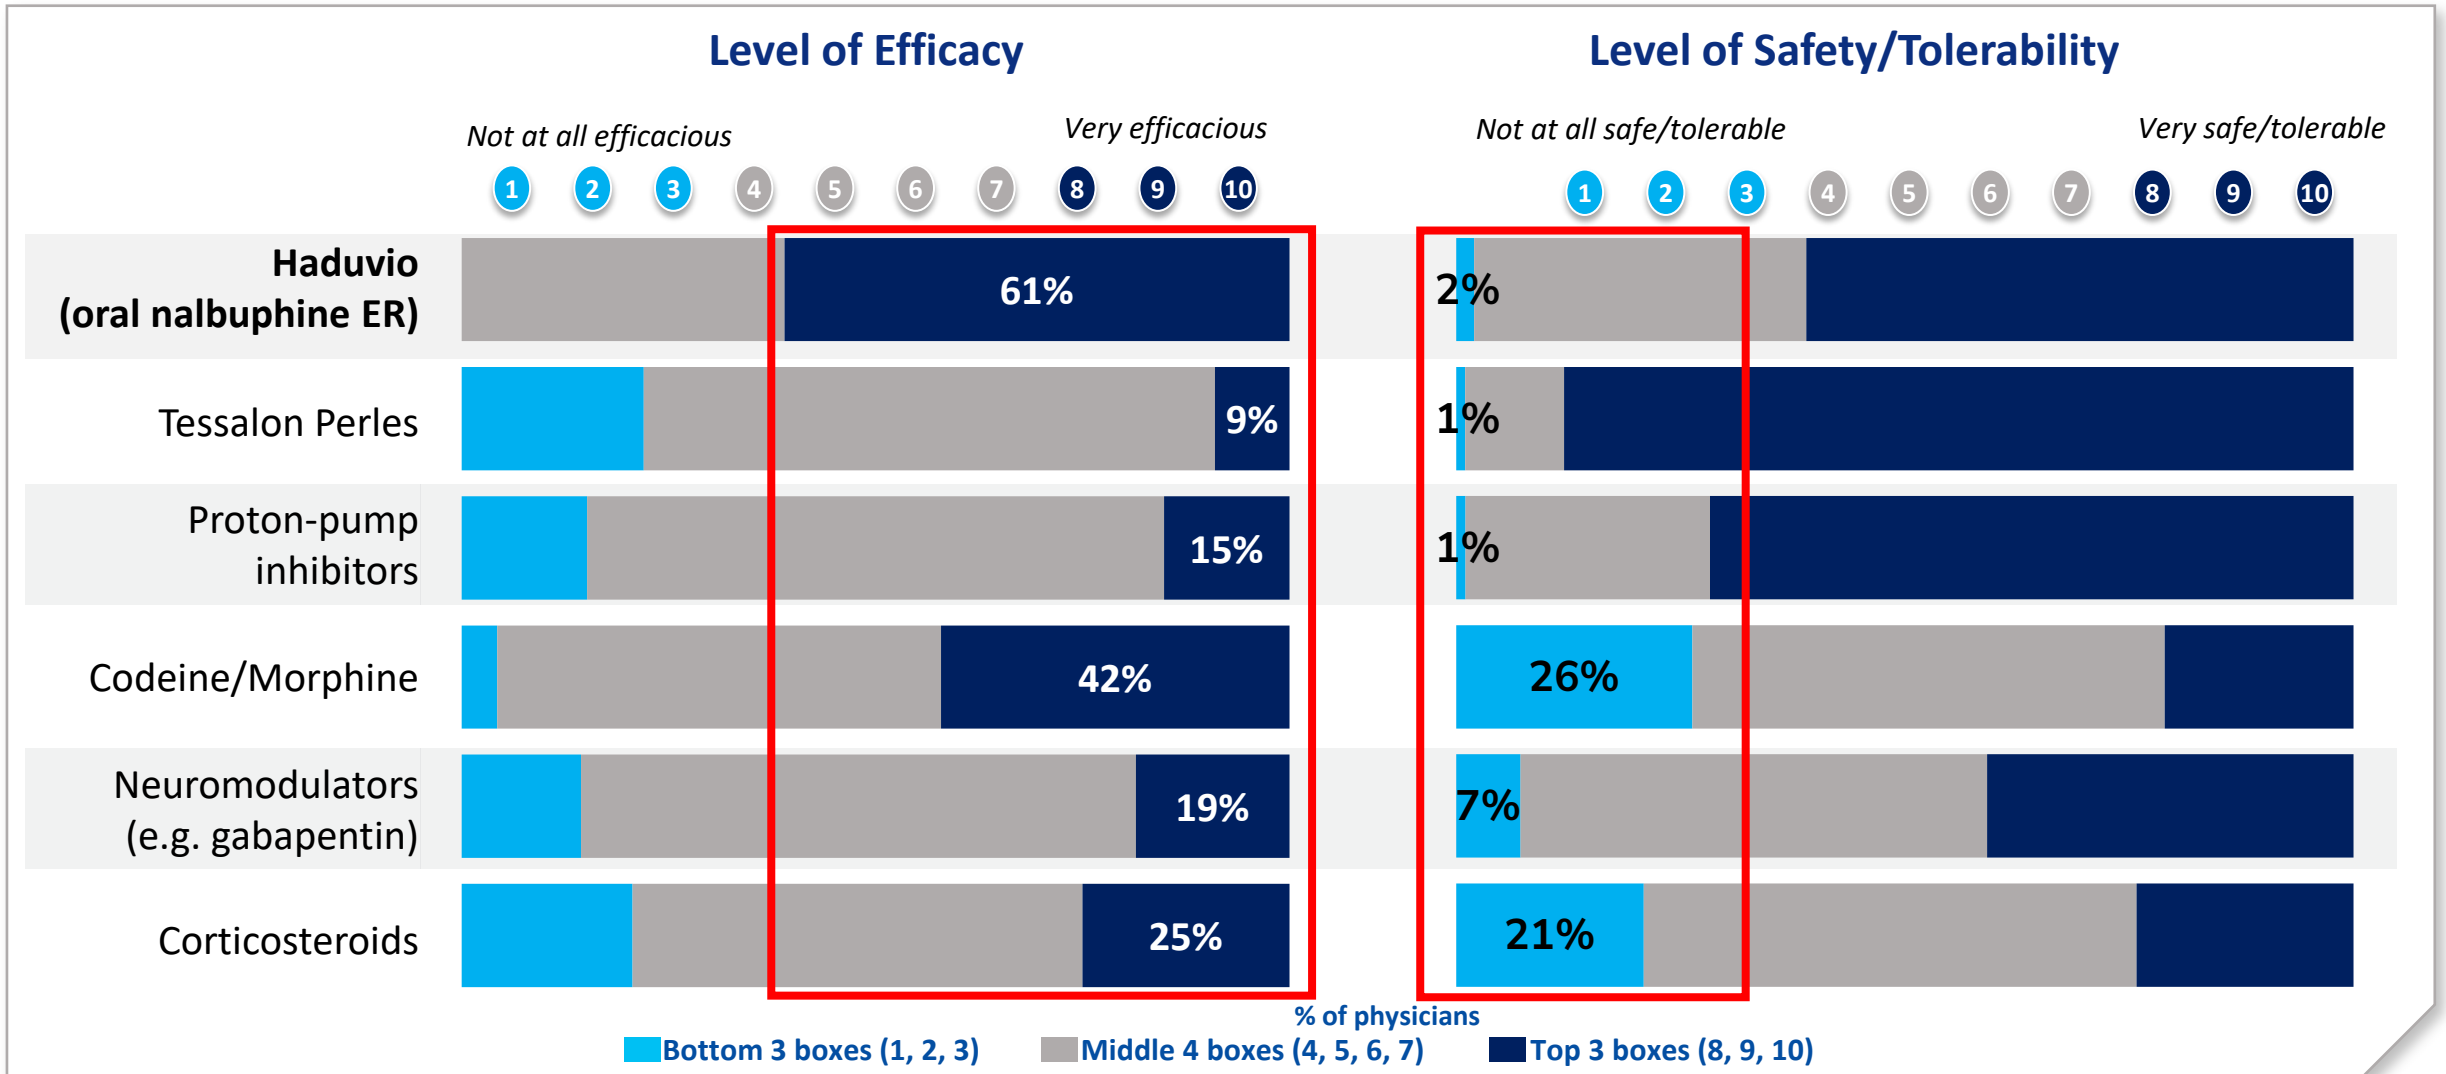 Level of Efficacy
Level of Safety/Tolerability
Not at all efficacious
Very efficacious
Not at all safe/tolerable
Very safe/tolerable
1 2 3 4 5 6 7 8 9 10
1 2 3 4 5 6 7 8 9 10
Haduvio
(oral nalbuphine ER)
61%
2%
Tessalon Perles
9%
1%
Proton-pump
inhibitors
15%
1%
Codeine/Morphine
42%
26%
Neuromodulators
(e.g. gabapentin)
19%
7%
Corticosteroids
25%
21%
% of physicians
Bottom 3 boxes (1, 2, 3)
Middle 4 boxes (4, 5, 6, 7)
Top 3 boxes (8, 9, 10)